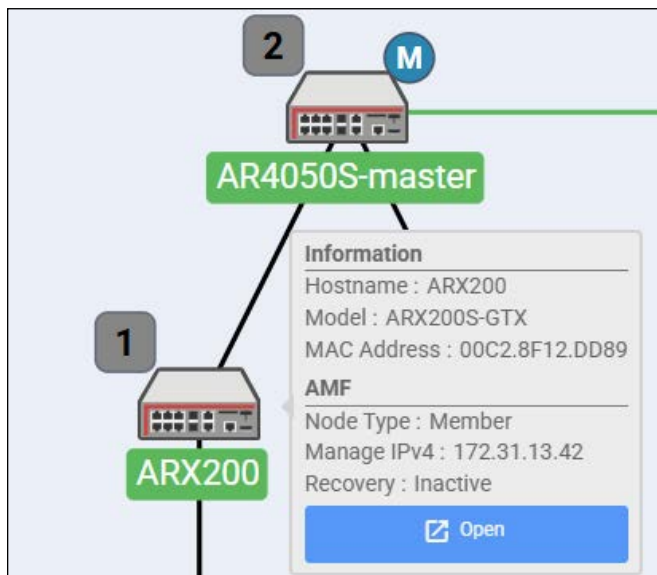 2
M
AR4050S-master
Information
Hostname : ARX200
Model : ARX200S-GTX
MAC Address : 00C2.8F12.DD89
1
AMF
Node Type : Member
Manage IPv4 : 172.31.13.42
Recovery : Inactive
ARX200
Open